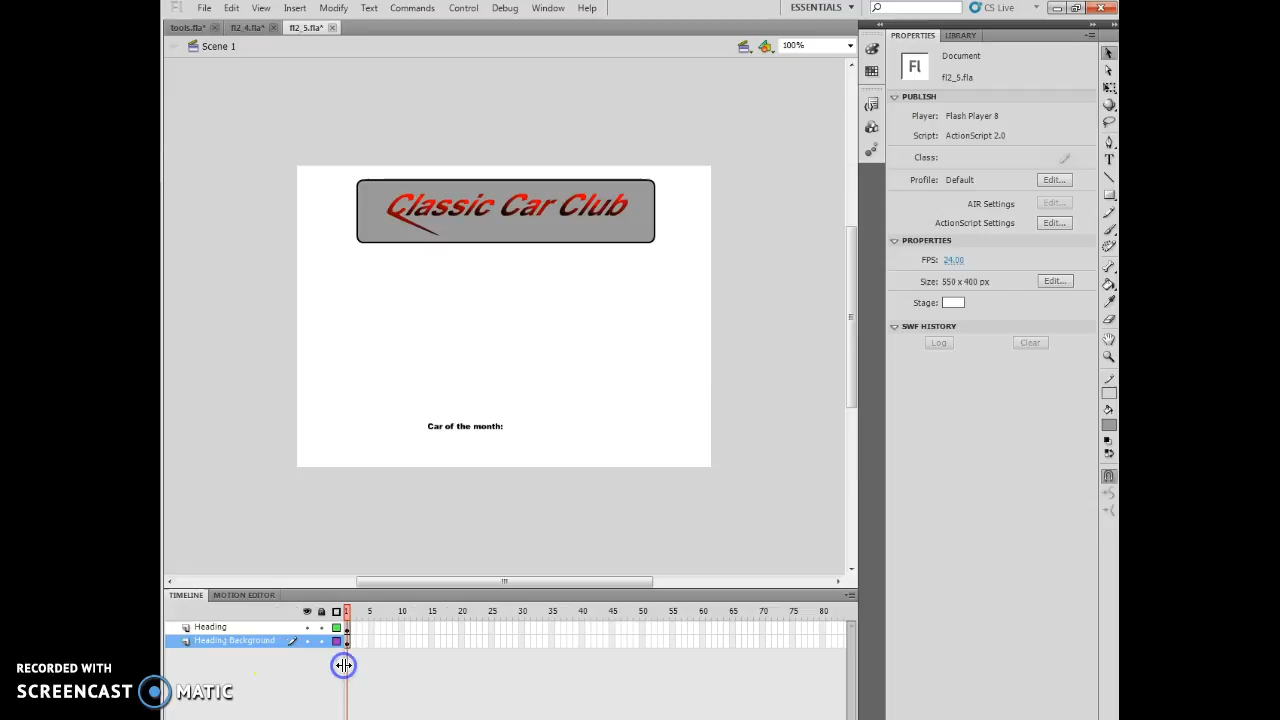 Fl File Edit View Insert Modify Text Commands Control Debug Window Help ESSENTIALS CS Live
tools.fla* fl2_4.fla* fl2_5.fla*
Scene 1 100%
PROPERTIES LIBRARY
Fl Document
fl2_5.fla
PUBLISH
Player: Flash Player 8
Script: ActionScript 2.0
Class:
Profile: Default Edit...
AIR Settings Edit...
ActionScript Settings Edit...
PROPERTIES
FPS: 24.00
Size: 550 x 400 px Edit...
Stage:
SWF HISTORY
Log Clear
Classic Car Club
Car of the month:
TIMELINE MOTION EDITOR
1 5 10 15 20 25 30 35 40 45 50 55 60 65 70 75 80
Heading
Heading Background
RECORDED WITH
SCREENCAST MATIC